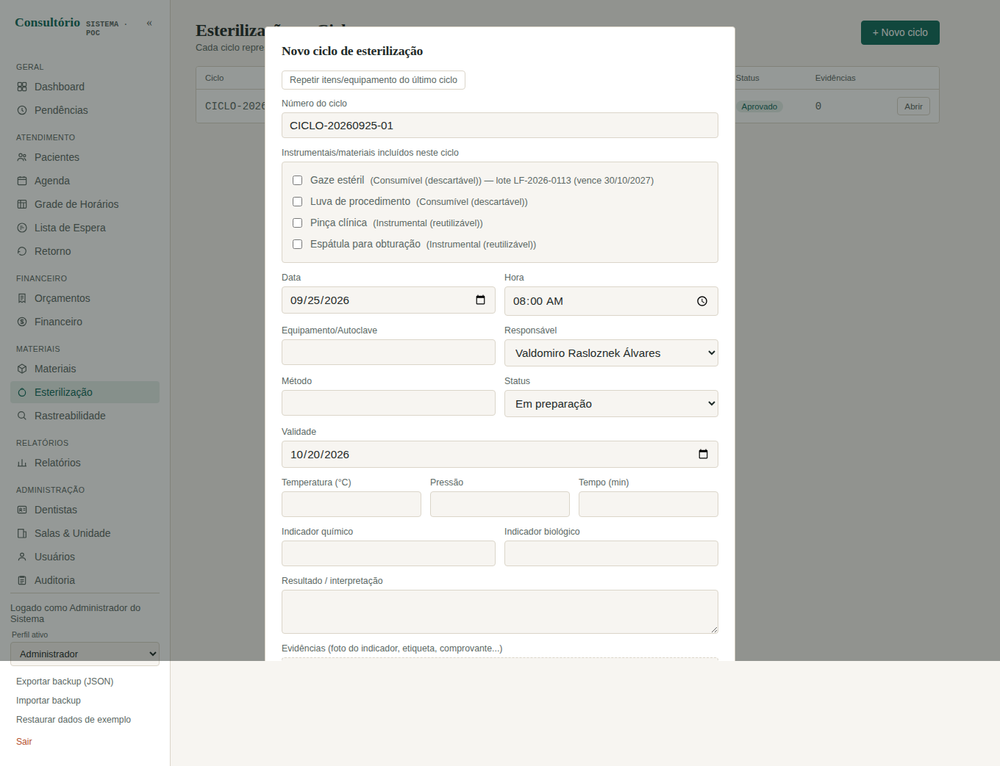 Consultório
SISTEMA · POC
«
GERAL
Dashboard
Pendências
ATENDIMENTO
Pacientes
Agenda
Grade de Horários
Lista de Espera
Retorno
FINANCEIRO
Orçamentos
Financeiro
MATERIAIS
Materiais
Esterilização
Rastreabilidade
RELATÓRIOS
Relatórios
ADMINISTRAÇÃO
Dentistas
Salas & Unidade
Usuários
Auditoria
Logado como Administrador do
Sistema
Perfil ativo
Administrador
Exportar backup (JSON)
Importar backup
Restaurar dados de exemplo
Sair
Cada ciclo repre
+ Novo ciclo
Ciclo
Status
Evidências
CICLO-2026
Aprovado
0
Abrir
Novo ciclo de esterilização
Repetir itens/equipamento do último ciclo
Número do ciclo
CICLO-20260925-01
Instrumentais/materiais incluídos neste ciclo
Gaze estéril (Consumível (descartável)) — lote LF-2026-0113 (vence 30/10/2027)
Luva de procedimento (Consumível (descartável))
Pinça clínica (Instrumental (reutilizável))
Espátula para obturação (Instrumental (reutilizável))
Data
Hora
09/25/2026
08:00 AM
Equipamento/Autoclave
Responsável
Valdomiro Rasloznek Álvares
Método
Status
Em preparação
Validade
10/20/2026
Temperatura (°C)
Pressão
Tempo (min)
Indicador químico
Indicador biológico
Resultado / interpretação
Evidências (foto do indicador, etiqueta, comprovante...)